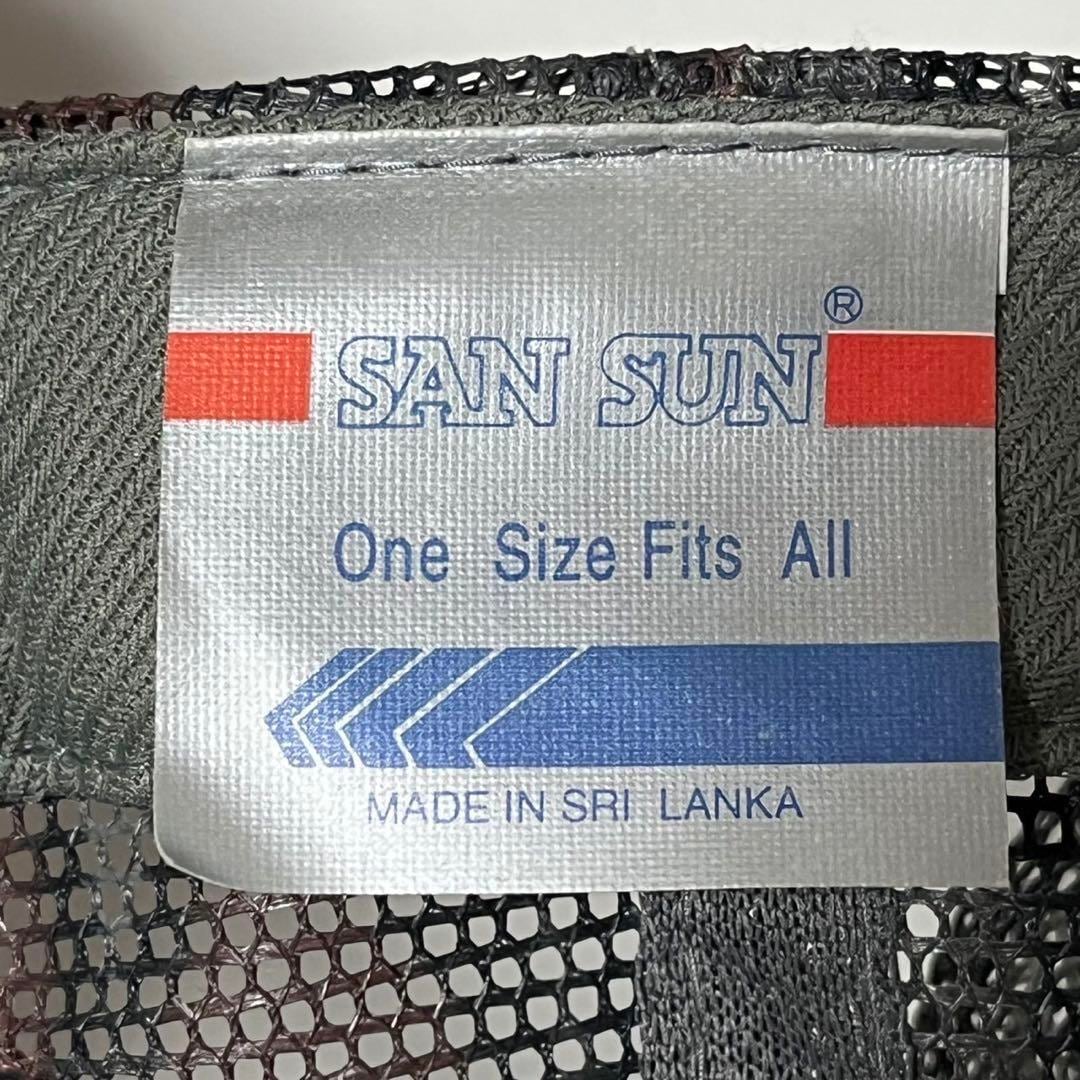 SAN SUN®
One Size Fits All
MADE IN SRI LANKA